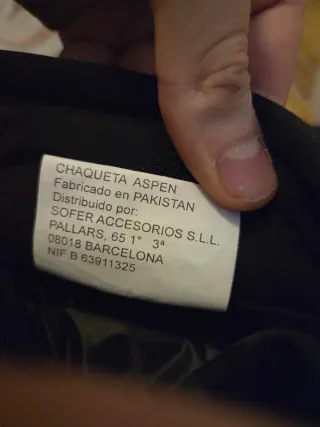 CHAQUETA ASPEN
Fabricado en PAKISTAN
Distribuido por:
SOFER ACCESORIOS S.L.L.
PALLARS, 65 1° 3ª
08018 BARCELONA
NIF B 63911325